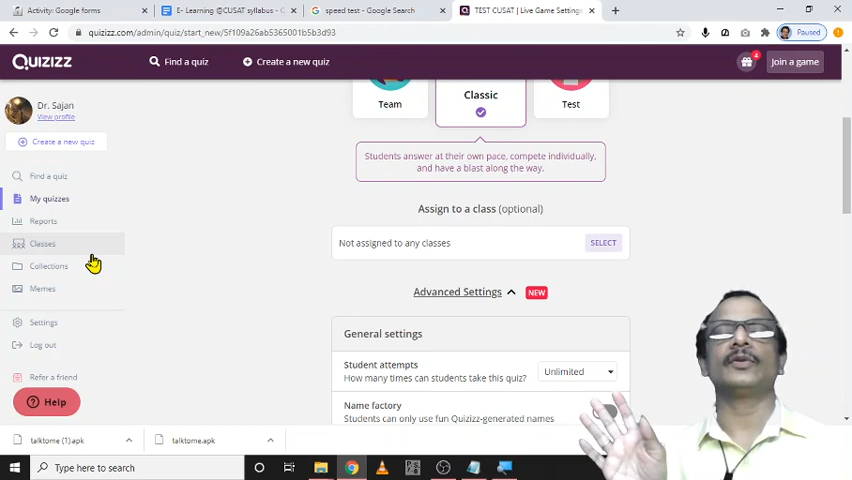 Activity: Google forms
E- Learning @CUSAT syllabus -
speed test - Google Search
TEST CUSAT | Live Game Settings
quizizz.com/admin/quiz/start_new/5f109a26ab5365001b5b3d93
Paused
QUIZIZZ
Find a quiz
Create a new quiz
4
Join a game
Dr. Sajan
View profile
Create a new quiz
Find a quiz
My quizzes
Reports
Classes
Collections
Memes
Settings
Log out
Refer a friend
Help
Team
Classic
Test
Students answer at their own pace, compete individually,
and have a blast along the way.
Assign to a class (optional)
Not assigned to any classes
SELECT
Advanced Settings
NEW
General settings
Student attempts
How many times can students take this quiz?
Unlimited
Name factory
Students can only use fun Quizizz-generated names
talktome (1).apk
talktome.apk
Type here to search